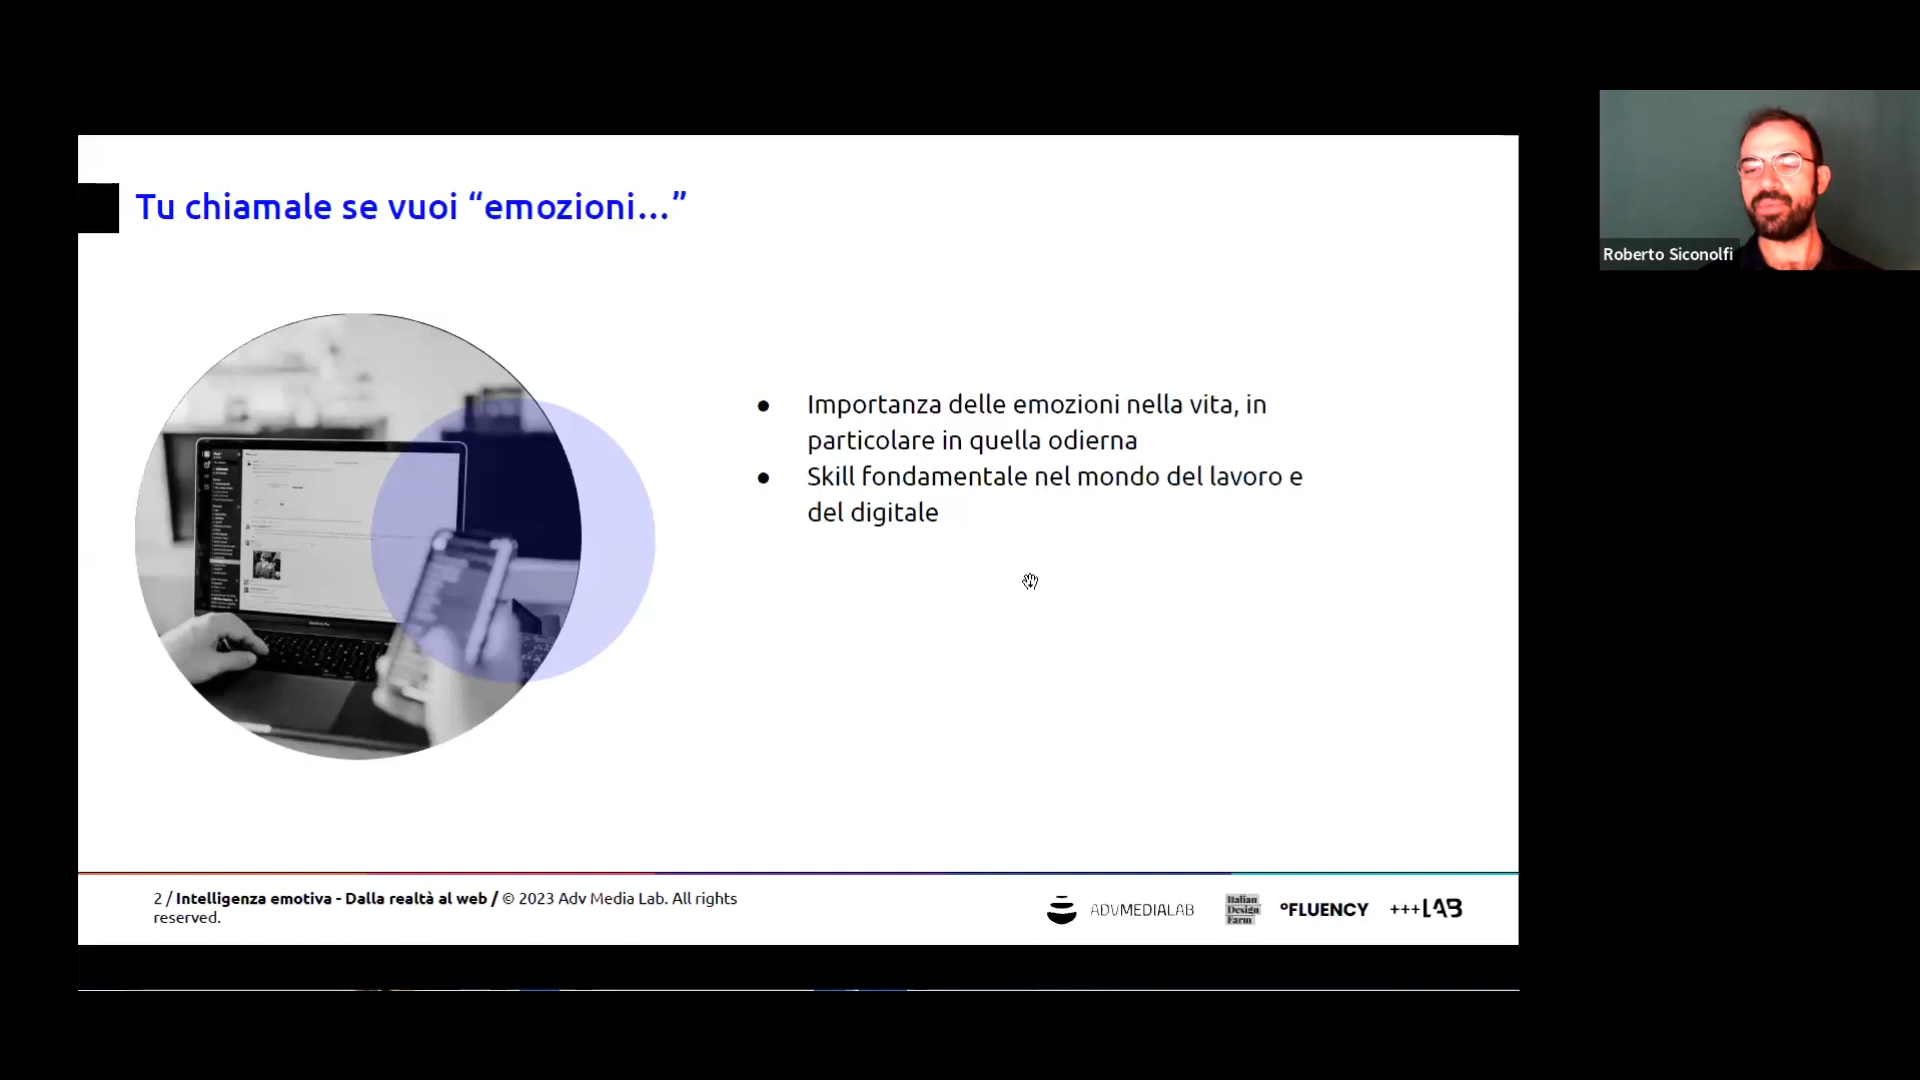 Tu chiamale se vuoi “emozioni...”
● Importanza delle emozioni nella vita, in
particolare in quella odierna
● Skill fondamentale nel mondo del lavoro e
del digitale
Roberto Siconolfi
2 / Intelligenza emotiva - Dalla realtà al web / © 2023 Adv Media Lab. All rights
reserved.
ADVMEDIALAB
Italian
Design
Farm
°FLUENCY
+++LAB